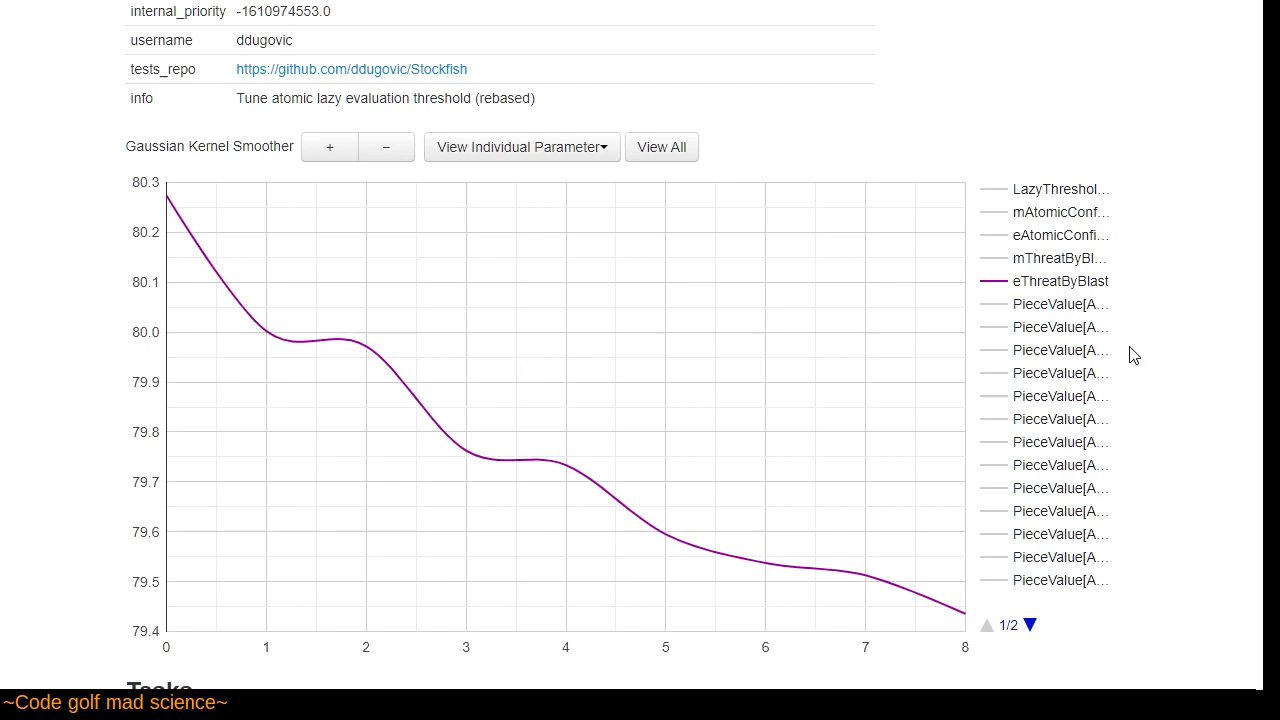 internal_priority -1610974553.0
username ddugovic
tests_repo https://github.com/ddugovic/Stockfish
info Tune atomic lazy evaluation threshold (rebased)
Gaussian Kernel Smoother + − View Individual Parameter View All
80.3
80.2
80.1
80.0
79.9
79.8
79.7
79.6
79.5
79.4
0 1 2 3 4 5 6 7 8
LazyThreshol...
mAtomicConf...
eAtomicConfi...
mThreatByBl...
eThreatByBlast
PieceValue[A...
PieceValue[A...
PieceValue[A...
PieceValue[A...
PieceValue[A...
PieceValue[A...
PieceValue[A...
PieceValue[A...
PieceValue[A...
PieceValue[A...
PieceValue[A...
PieceValue[A...
PieceValue[A...
1/2
Tasks
~Code golf mad science~